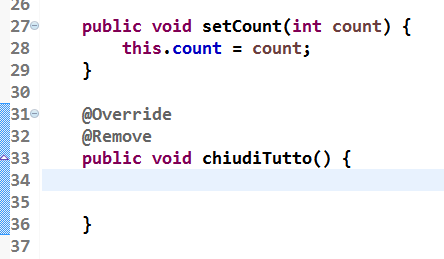 26
27 public void setCount(int count) {
28 this.count = count;
29 }
30
31 @Override
32 @Remove
33 public void chiudiTutto() {
34
35
36 }
37